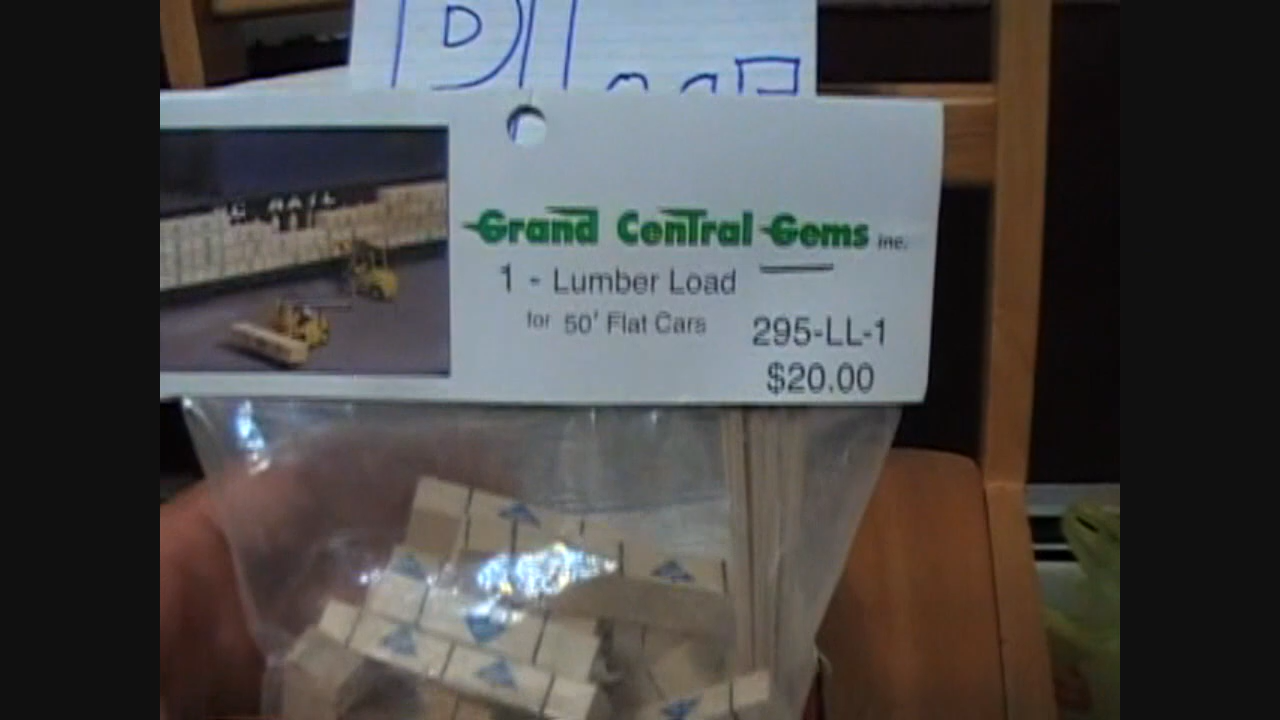 Grand Central Gems inc.
1 - Lumber Load
for 50' Flat Cars
295-LL-1
$20.00